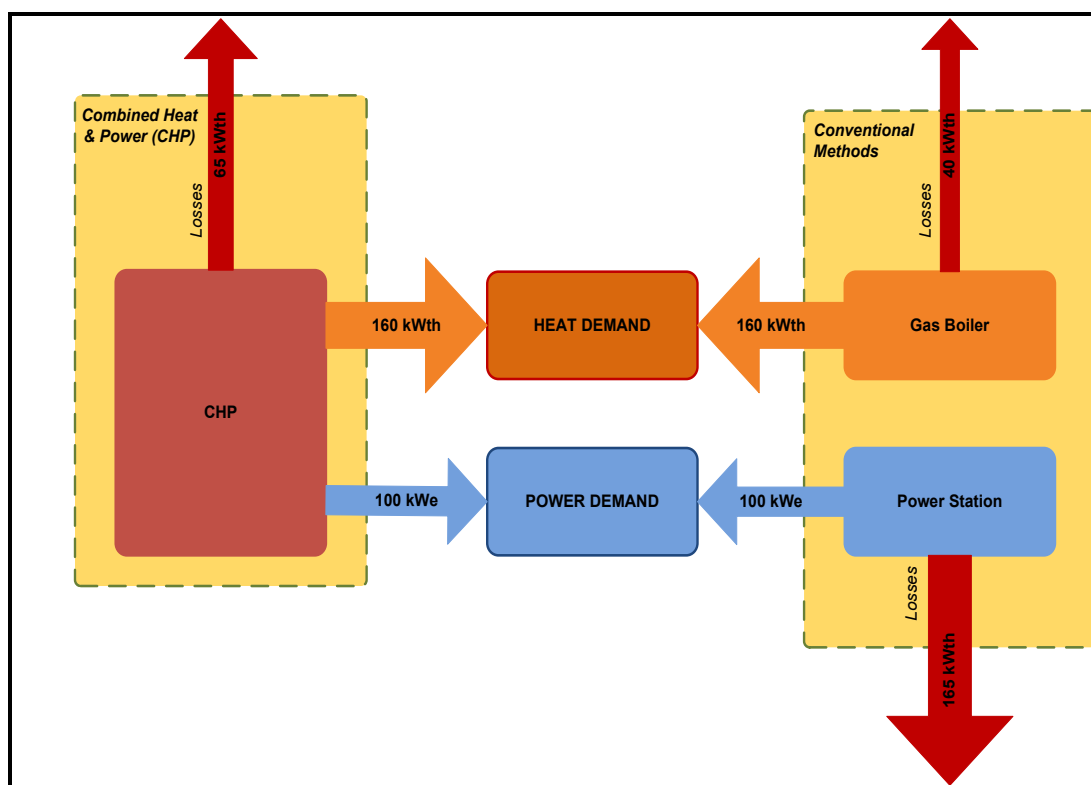 Combined Heat
& Power (CHP)
65 kWth
Losses
CHP
160 kWth
100 kWe
HEAT DEMAND
POWER DEMAND
Conventional
Methods
40 kWth
Losses
160 kWth
Gas Boiler
100 kWe
Power Station
Losses
165 kWth